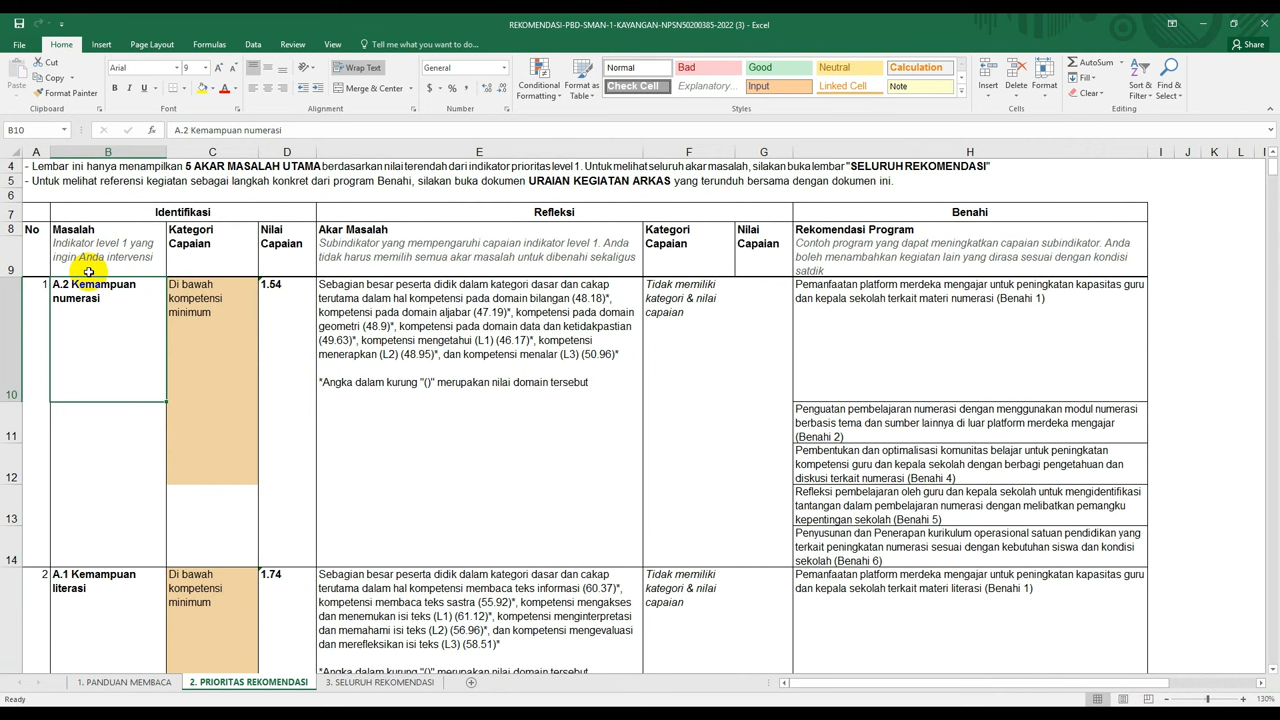 REKOMENDASI-PBD-SMAN-1-KAYANGAN-NPSN50200385-2022 (3) - Excel
File Home Insert Page Layout Formulas Data Review View Tell me what you want to do... Share
Cut
Copy
Format Painter
Paste
Clipboard
Arial 9
B I U
Font
Wrap Text
Merge & Center
Alignment
General
$ % ,
Number
Conditional Formatting
Format as Table
Normal Bad Good Neutral Calculation
Check Cell Explanatory... Input Linked Cell Note
Styles
Insert Delete Format
Cells
AutoSum
Fill
Clear
Sort & Filter
Find & Select
Editing
B10 fx A.2 Kemampuan numerasi
A B C D E F G H I J K L
4 - Lembar ini hanya menampilkan 5 AKAR MASALAH UTAMA berdasarkan nilai terendah dari indikator prioritas level 1. Untuk melihat seluruh akar masalah, silakan buka lembar "SELURUH REKOMENDASI"
5 - Untuk melihat referensi kegiatan sebagai langkah konkret dari program Benahi, silakan buka dokumen URAIAN KEGIATAN ARKAS yang terunduh bersama dengan dokumen ini.
6
7 Identifikasi Refleksi Benahi
8 No
Masalah
Indikator level 1 yang
ingin Anda intervensi
Kategori
Capaian
Nilai
Capaian
Akar Masalah
Subindikator yang mempengaruhi capaian indikator level 1. Anda
tidak harus memilih semua akar masalah untuk dibenahi sekaligus
Kategori
Capaian
Nilai
Capaian
Rekomendasi Program
Contoh program yang dapat meningkatkan capaian subindikator. Anda
boleh menambahkan kegiatan lain yang dirasa sesuai dengan kondisi
satdik
9
1
A.2 Kemampuan
numerasi
Di bawah
kompetensi
minimum
1.54
Sebagian besar peserta didik dalam kategori dasar dan cakap
terutama dalam hal kompetensi pada domain bilangan (48.18)*,
kompetensi pada domain aljabar (47.19)*, kompetensi pada domain
geometri (48.9)*, kompetensi pada domain data dan ketidakpastian
(49.63)*, kompetensi mengetahui (L1) (46.17)*, kompetensi
menerapkan (L2) (48.95)*, dan kompetensi menalar (L3) (50.96)*
*Angka dalam kurung "()" merupakan nilai domain tersebut
Tidak memiliki
kategori & nilai
capaian
Pemanfaatan platform merdeka mengajar untuk peningkatan kapasitas guru
dan kepala sekolah terkait materi numerasi (Benahi 1)
10
Penguatan pembelajaran numerasi dengan menggunakan modul numerasi
berbasis tema dan sumber lainnya di luar platform merdeka mengajar
(Benahi 2)
11
Pembentukan dan optimalisasi komunitas belajar untuk peningkatan
kompetensi guru dan kepala sekolah dengan berbagi pengetahuan dan
diskusi terkait numerasi (Benahi 4)
12
Refleksi pembelajaran oleh guru dan kepala sekolah untuk mengidentifikasi
tantangan dalam pembelajaran numerasi dengan melibatkan pemangku
kepentingan sekolah (Benahi 5)
13
Penyusunan dan Penerapan kurikulum operasional satuan pendidikan yang
terkait peningkatan numerasi sesuai dengan kebutuhan siswa dan kondisi
sekolah (Benahi 6)
14
2
A.1 Kemampuan
literasi
Di bawah
kompetensi
minimum
1.74
Sebagian besar peserta didik dalam kategori dasar dan cakap
terutama dalam hal kompetensi membaca teks informasi (60.37)*,
kompetensi membaca teks sastra (55.92)*, kompetensi mengakses
dan menemukan isi teks (L1) (61.12)*, kompetensi menginterpretasi
dan memahami isi teks (L2) (56.96)*, dan kompetensi mengevaluasi
dan merefleksikan isi teks (L3) (58.51)*
*Angka dalam kurung "()" merupakan nilai domain tersebut
Tidak memiliki
kategori & nilai
capaian
Pemanfaatan platform merdeka mengajar untuk peningkatan kapasitas guru
dan kepala sekolah terkait materi literasi (Benahi 1)
1. PANDUAN MEMBACA 2. PRIORITAS REKOMENDASI 3. SELURUH REKOMENDASI
Ready 130%